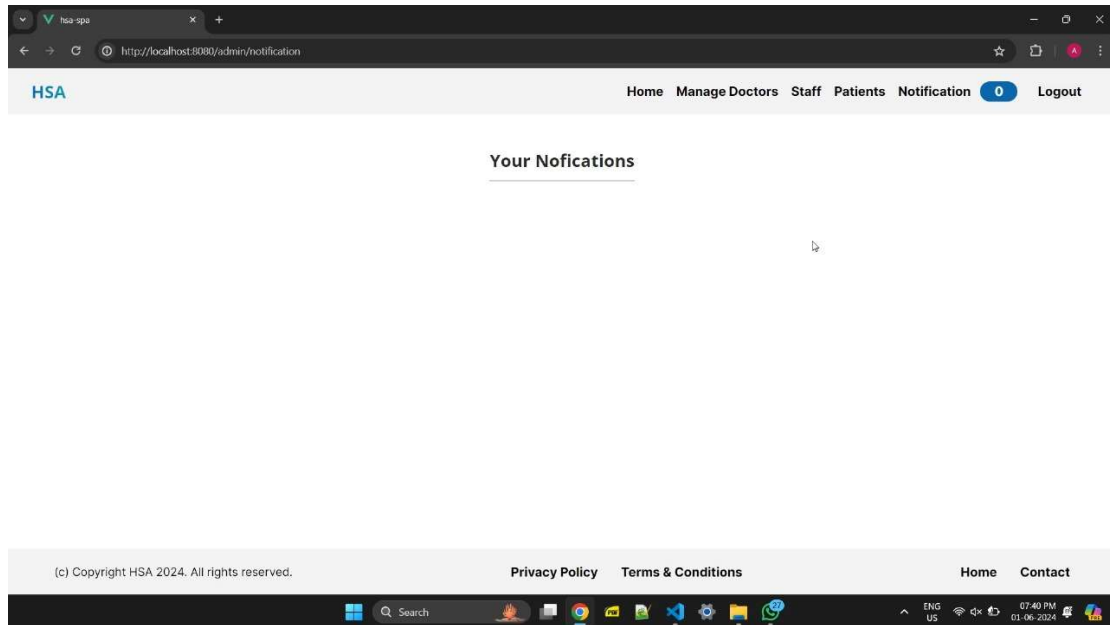 hsa-spa
http://localhost:8080/admin/notification
A
HSA Home Manage Doctors Staff Patients Notification 0 Logout
Your Nofications
(c) Copyright HSA 2024. All rights reserved. Privacy Policy Terms & Conditions Home Contact
Search 27 ENG 07:40 PM
US 01-06-2024